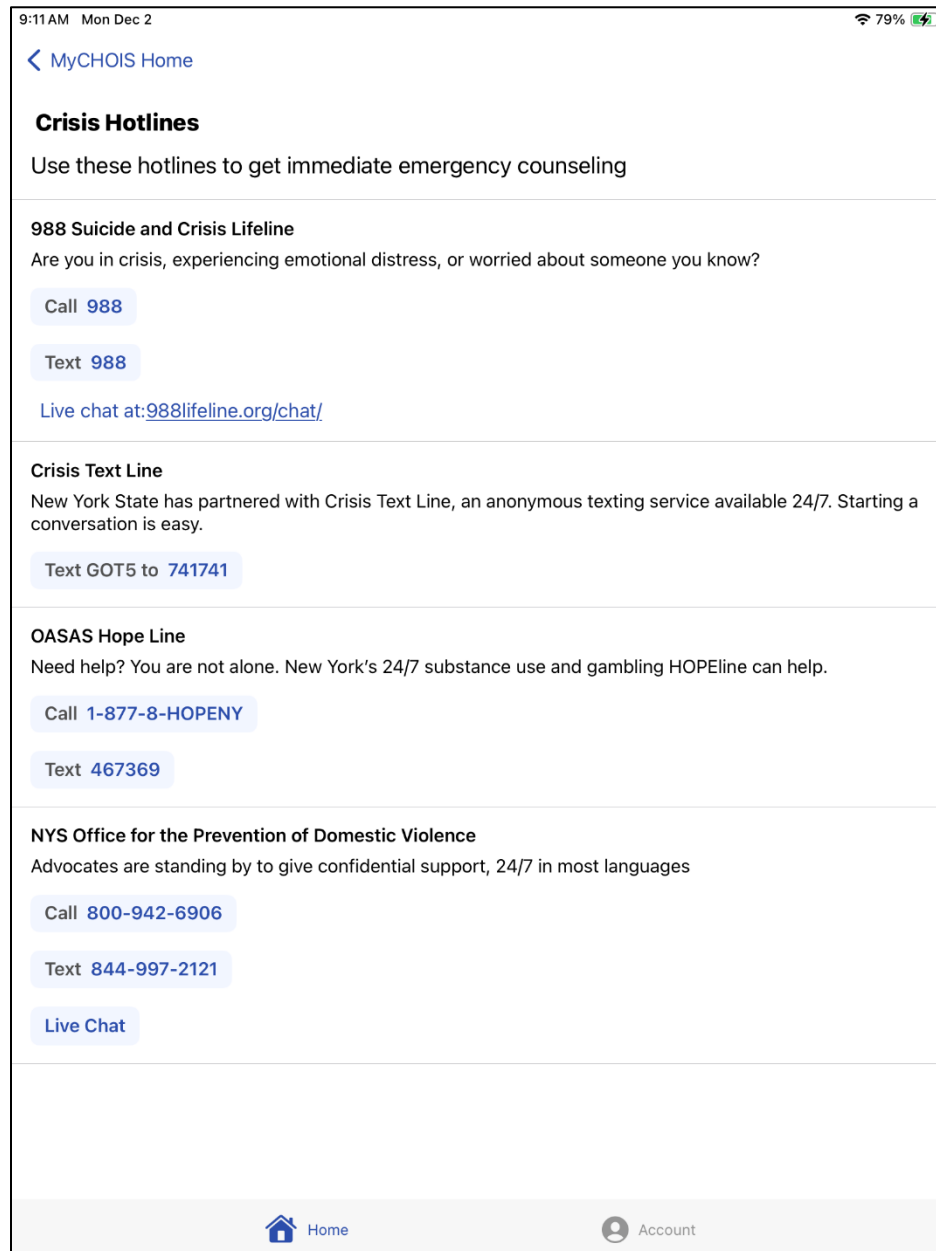 9:11 AM Mon Dec 2 79%
MyCHOIS Home
Crisis Hotlines
Use these hotlines to get immediate emergency counseling
988 Suicide and Crisis Lifeline
Are you in crisis, experiencing emotional distress, or worried about someone you know?
Call 988
Text 988
Live chat at:988lifeline.org/chat/
Crisis Text Line
New York State has partnered with Crisis Text Line, an anonymous texting service available 24/7. Starting a
conversation is easy.
Text GOT5 to 741741
OASAS Hope Line
Need help? You are not alone. New York’s 24/7 substance use and gambling HOPEline can help.
Call 1-877-8-HOPENY
Text 467369
NYS Office for the Prevention of Domestic Violence
Advocates are standing by to give confidential support, 24/7 in most languages
Call 800-942-6906
Text 844-997-2121
Live Chat
Home Account